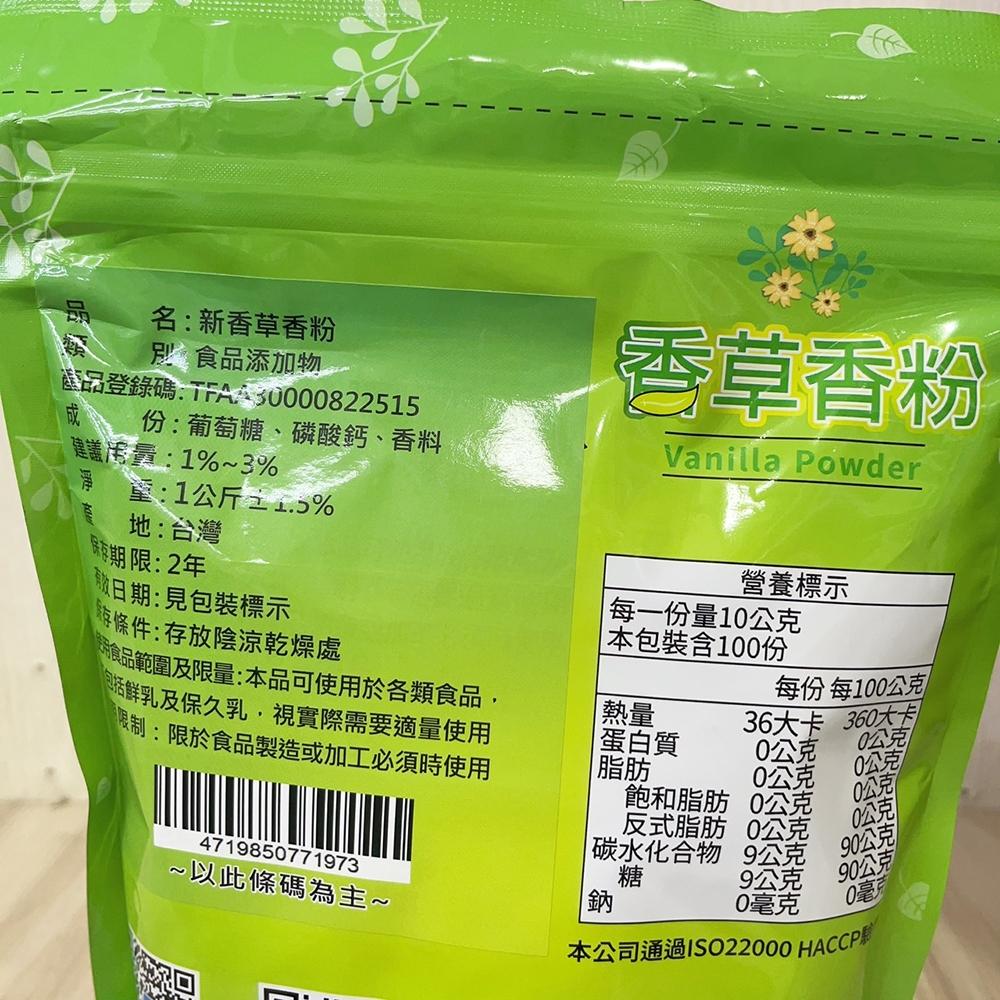 品　名：新香草香粉
類　別：食品添加物
產品登錄碼：TFAA30000822515
成　份：葡萄糖、磷酸鈣、香料
建議用量：1%~3%
淨　重：1公斤±1.5%
產　地：台灣
保存期限：2年
有效日期：見包裝標示
保存條件：存放陰涼乾燥處
使用食品範圍及限量：本品可使用於各類食品，
包括鮮乳及保久乳，視實際需要適量使用
限制：限於食品製造或加工必須時使用
4719850771973
~以此條碼為主~
香草香粉
Vanilla Powder
營養標示
每一份量10公克
本包裝含100份
每份 每100公克
熱量 36大卡 360大卡
蛋白質 0公克 0公克
脂肪 0公克 0公克
飽和脂肪 0公克 0公克
反式脂肪 0公克 0公克
碳水化合物 9公克 90公克
糖 9公克 90公克
鈉 0毫克 0毫克
本公司通過ISO22000 HACCP